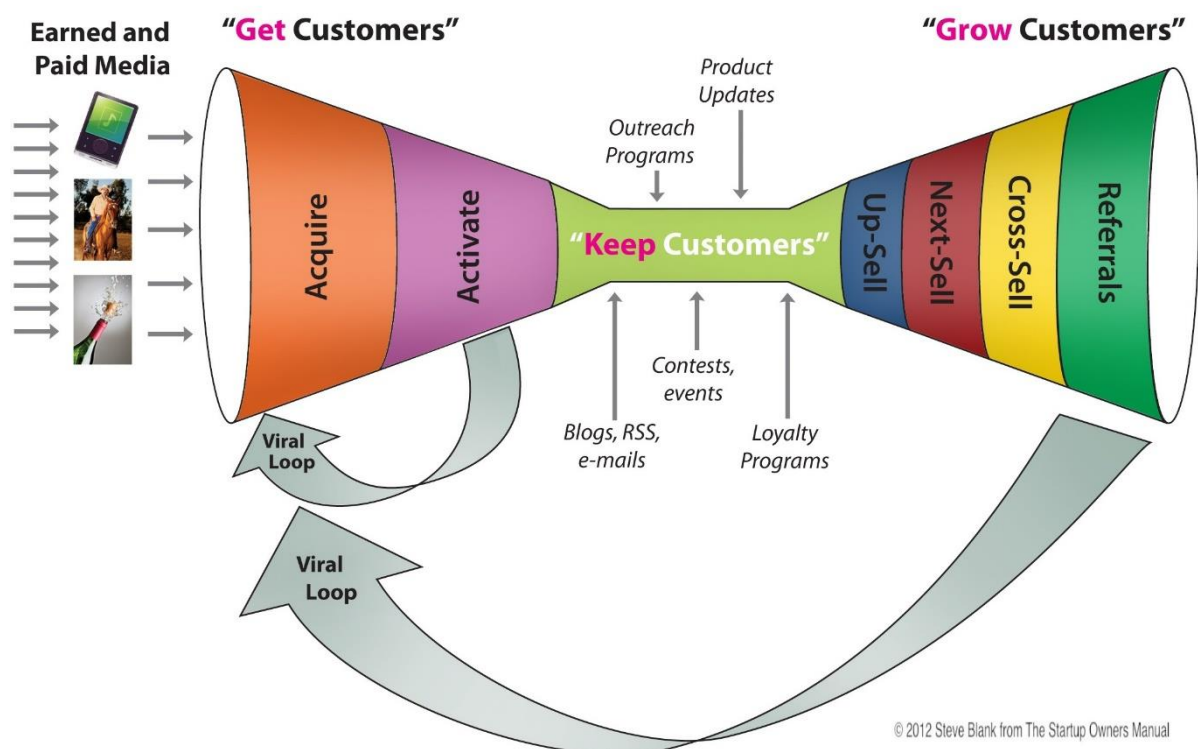 Earned and
Paid Media
"Get Customers"
"Grow Customers"
Product
Updates
Outreach
Programs
Acquire
Activate
"Keep Customers"
Up-Sell
Next-Sell
Cross-Sell
Referrals
Contests,
events
Blogs, RSS,
e-mails
Loyalty
Programs
Viral
Loop
Viral
Loop
© 2012 Steve Blank from The Startup Owners Manual